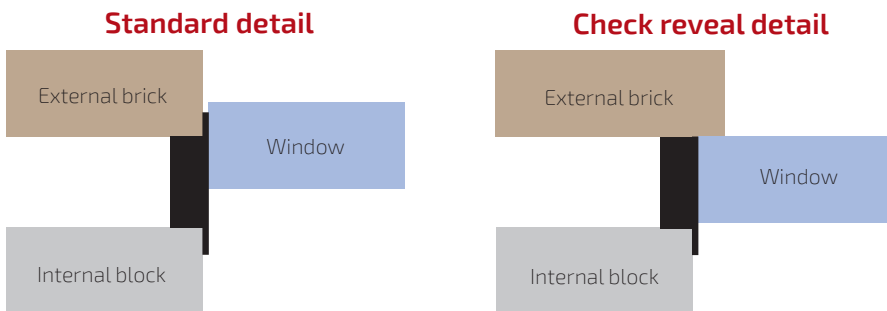 Standard detail
External brick
Window
Internal block
Check reveal detail
External brick
Window
Internal block